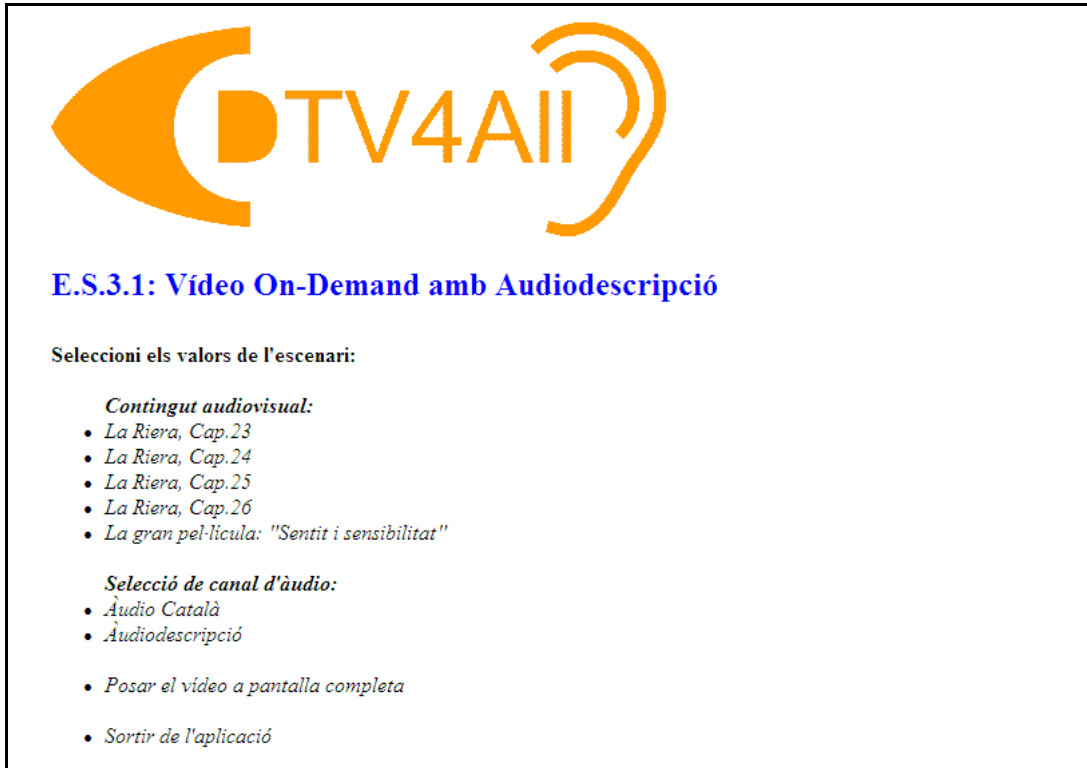 DTV4All
E.S.3.1: Vídeo On-Demand amb Audiodescripció
Seleccioni els valors de l'escenari:
Contingut audiovisual:
• La Riera, Cap.23
• La Riera, Cap.24
• La Riera, Cap.25
• La Riera, Cap.26
• La gran pel·lícula: "Sentit i sensibilitat"
Selecció de canal d'àudio:
• Àudio Català
• Àudiodescripció
• Posar el vídeo a pantalla completa
• Sortir de l'aplicació